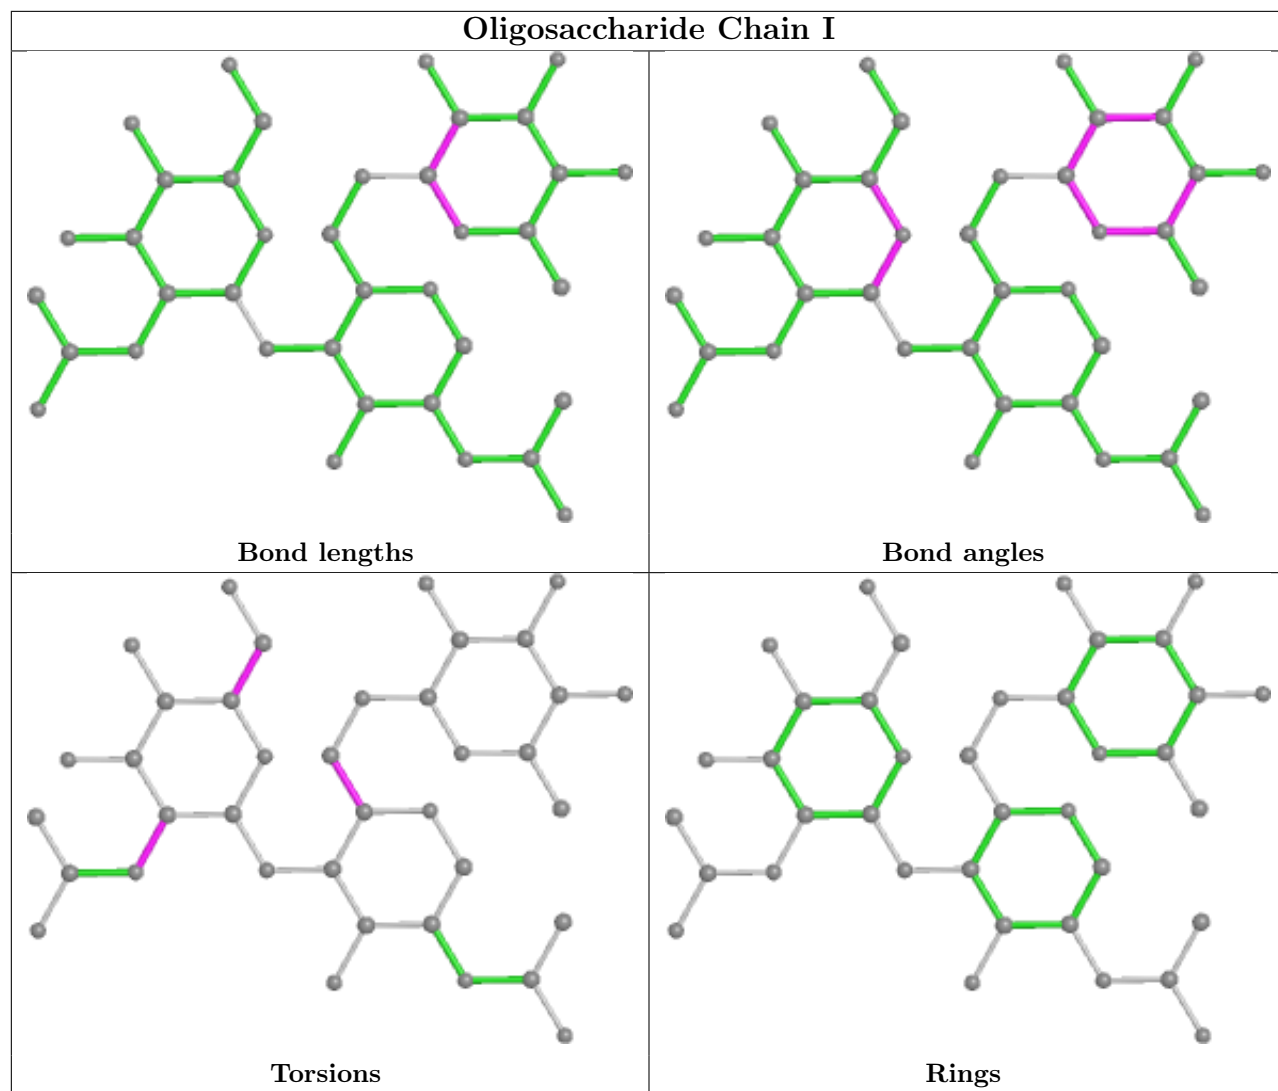 Oligosaccharide Chain I
Bond lengths
Bond angles
Torsions
Rings